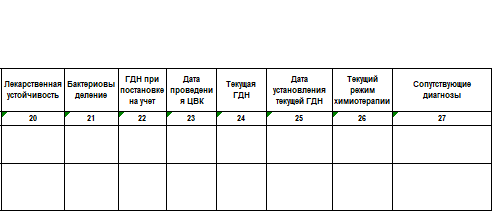 Лекарственная устойчивость
Бактериовы деление
ГДН при постановке на учет
Дата проведени я ЦВК
Текущая ГДН
Дата установления текущей ГДН
Текущий режим химиотерапии
Сопутствующие диагнозы
20 21 22 23 24 25 26 27